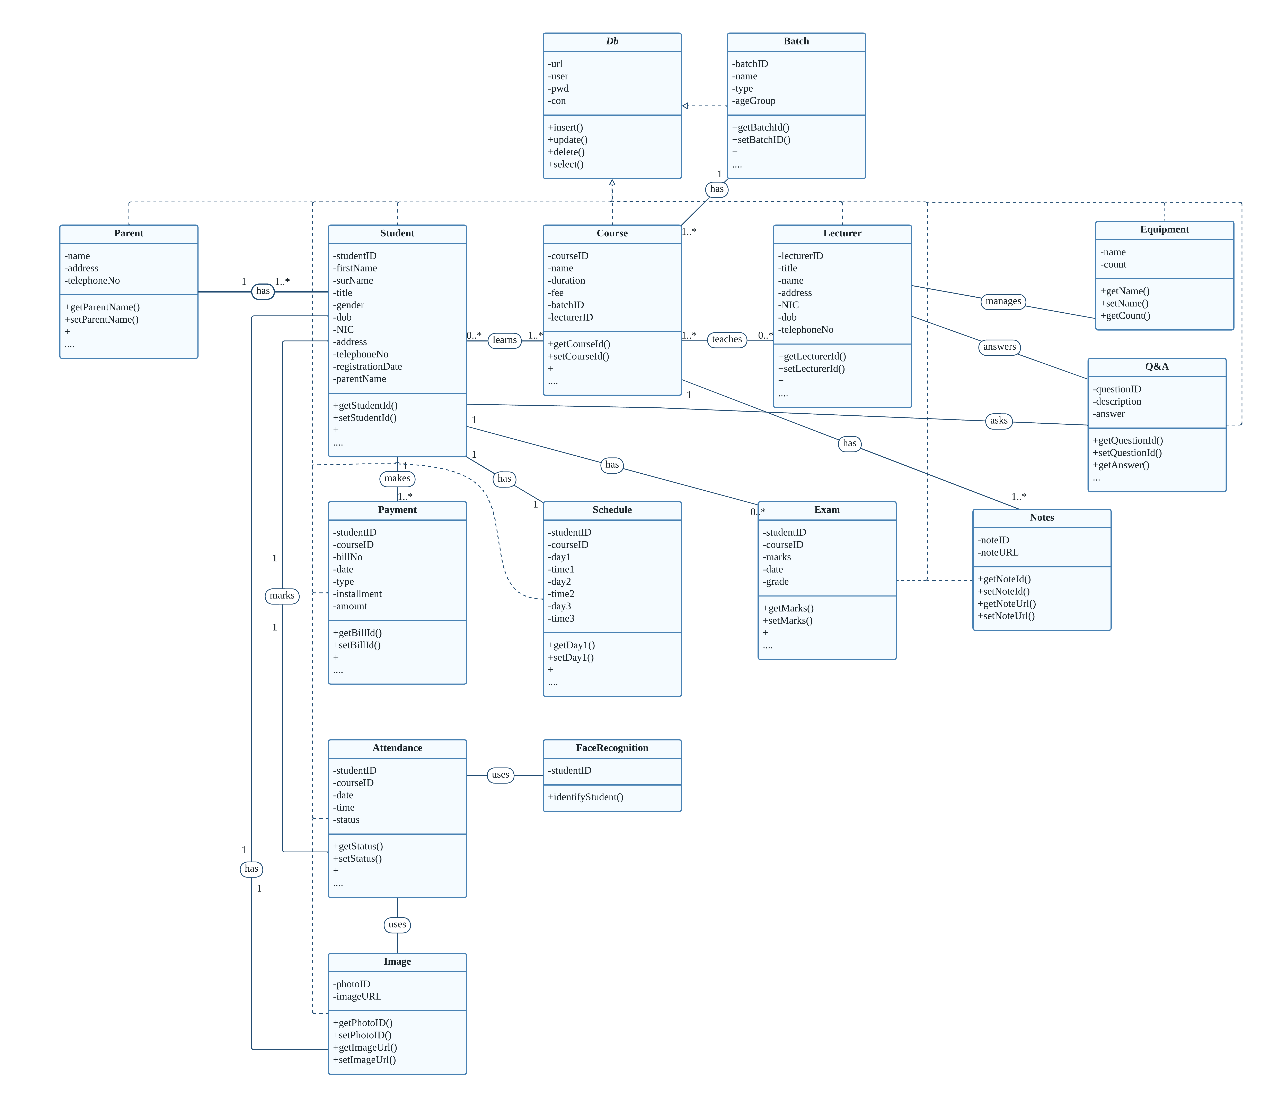 Db
-url
-user
-pwd
-con
+insert()
+update()
+delete()
+select()
Batch
-batchID
-name
-type
-ageGroup
+getBatchId()
+setBatchID()
+
....
1
has
1..*
Parent
-name
-address
-telephoneNo
+getParentName()
+setParentName()
+
....
1
has
1..*
Student
-studentID
-firstName
-surName
-title
-gender
-dob
-NIC
-address
-telephoneNo
-registrationDate
-parentName
+getStudentId()
+setStudentId()
+
....
0..*
learns
1..*
Course
-courseID
-name
-duration
-fee
-batchID
-lecturerID
+getCourseId()
+setCourseId()
+
....
1..*
teaches
0..*
Lecturer
-lecturerID
-title
-name
-address
-NIC
-dob
-telephoneNo
+getLecturerId()
+setLecturerId()
+
....
manages
Equipment
-name
-count
+getName()
+setName()
+getCount()
answers
Q&A
-questionID
-description
-answer
+getQuestionId()
+setQuestionId()
+getAnswer()
...
asks
1
has
1..*
1
has
0..*
1
has
1
1
makes
1..*
Payment
-studentID
-courseID
-billNo
-date
-type
-installment
-amount
+getBillId()
setBillId()
+
....
Schedule
-studentID
-courseID
-day1
-time1
-day2
-time2
-day3
-time3
+getDay1()
+setDay1()
+
....
Exam
-studentID
-courseID
-marks
-date
-grade
+getMarks()
+setMarks()
+
....
Notes
-noteID
-noteURL
+getNoteId()
+setNoteId()
+getNoteUrl()
+setNoteUrl()
1
marks
1
Attendance
-studentID
-courseID
-date
-time
-status
+getStatus()
+setStatus()
+
....
uses
FaceRecognition
-studentID
+identifyStudent()
1
has
1
uses
Image
-photoID
-imageURL
+getPhotoID()
setPhotoID()
+getImageUrl()
+setImageUrl()